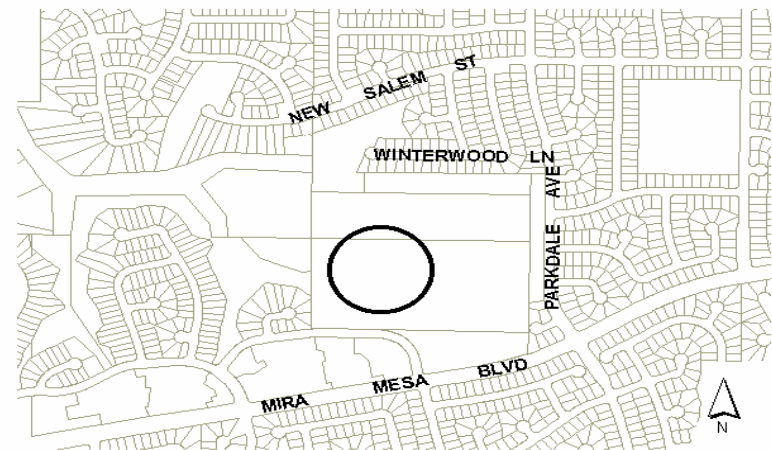 NEW SALEM ST
WINTERWOOD LN
PARKDALE AVE
MIRA MESA BLVD
N